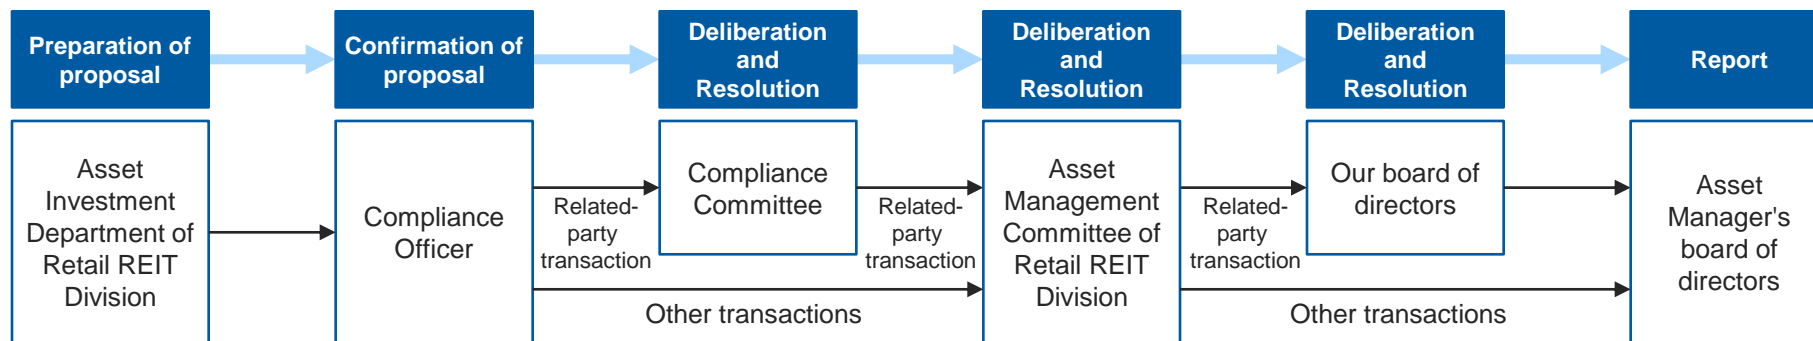 Preparation of
proposal
Confirmation of
proposal
Deliberation
and
Resolution
Deliberation
and
Resolution
Deliberation
and
Resolution
Report
Asset
Investment
Department of
Retail REIT
Division
Compliance
Officer
Related-
party
transaction
Compliance
Committee
Related-
party
transaction
Asset
Management
Committee of
Retail REIT
Division
Related-
party
transaction
Our board of
directors
Asset
Manager's
board of
directors
Other transactions
Other transactions